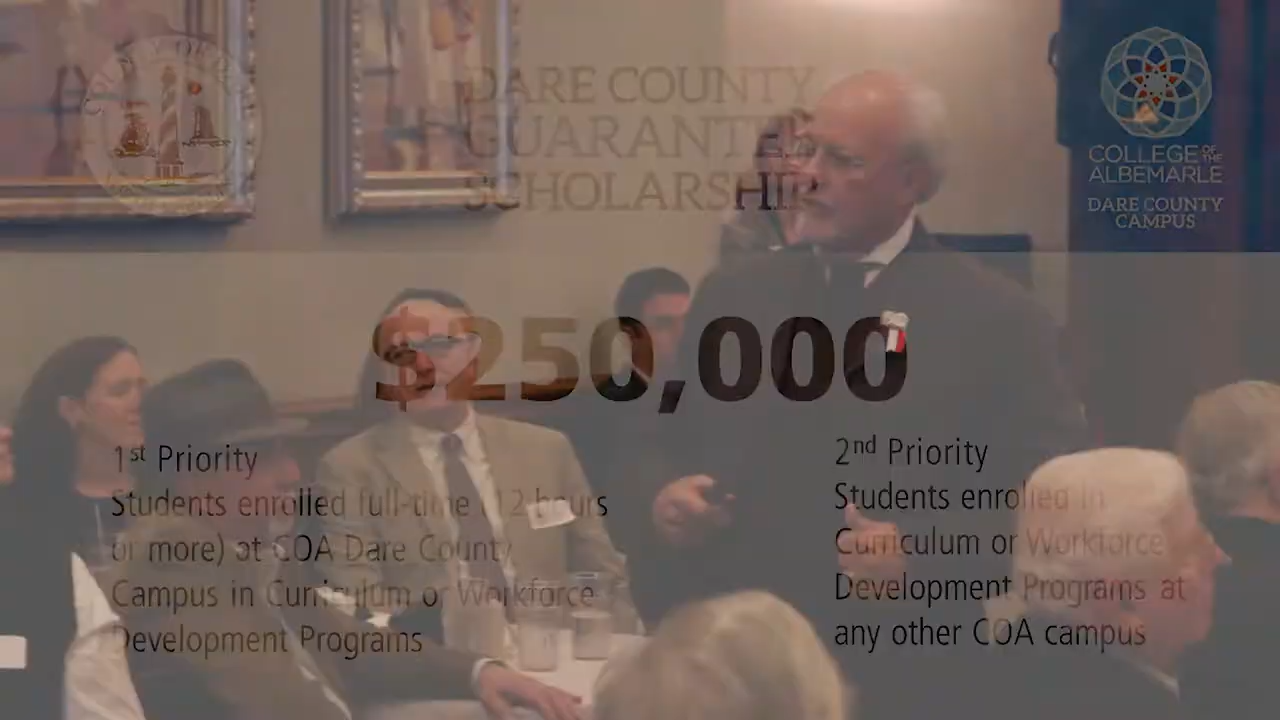 DARE COUNTY
GUARANTEE
SCHOLARSHIP
COLLEGE OF THE
ALBEMARLE
DARE COUNTY
CAMPUS
$250,000
1st Priority
Students enrolled full-time (12 hours
or more) at COA Dare County
Campus in Curriculum or Workforce
Development Programs
2nd Priority
Students enrolled in
Curriculum or Workforce
Development Programs at
any other COA campus